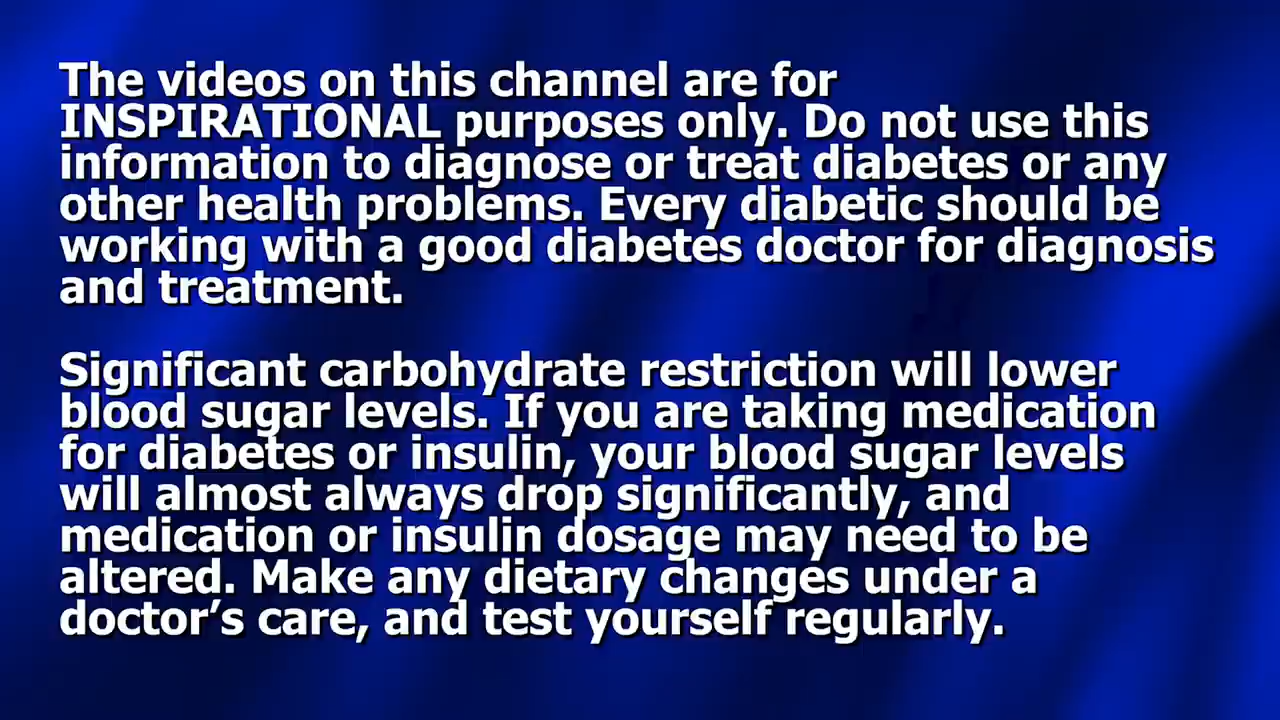 The videos on this channel are for
INSPIRATIONAL purposes only. Do not use this
information to diagnose or treat diabetes or any
other health problems. Every diabetic should be
working with a good diabetes doctor for diagnosis
and treatment.
Significant carbohydrate restriction will lower
blood sugar levels. If you are taking medication
for diabetes or insulin, your blood sugar levels
will almost always drop significantly, and
medication or insulin dosage may need to be
altered. Make any dietary changes under a
doctor’s care, and test yourself regularly.